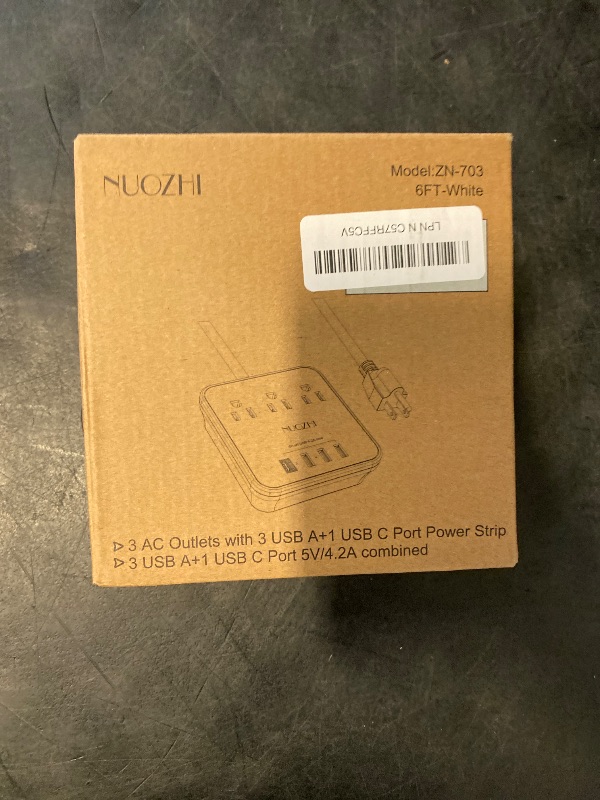 NUOZHI
Model:ZN-703
6FT-White
LPN N C57RFFC5V
NUOZHI
▷ 3 AC Outlets with 3 USB A+1 USB C Port Power Strip
▷ 3 USB A+1 USB C Port 5V/4.2A combined